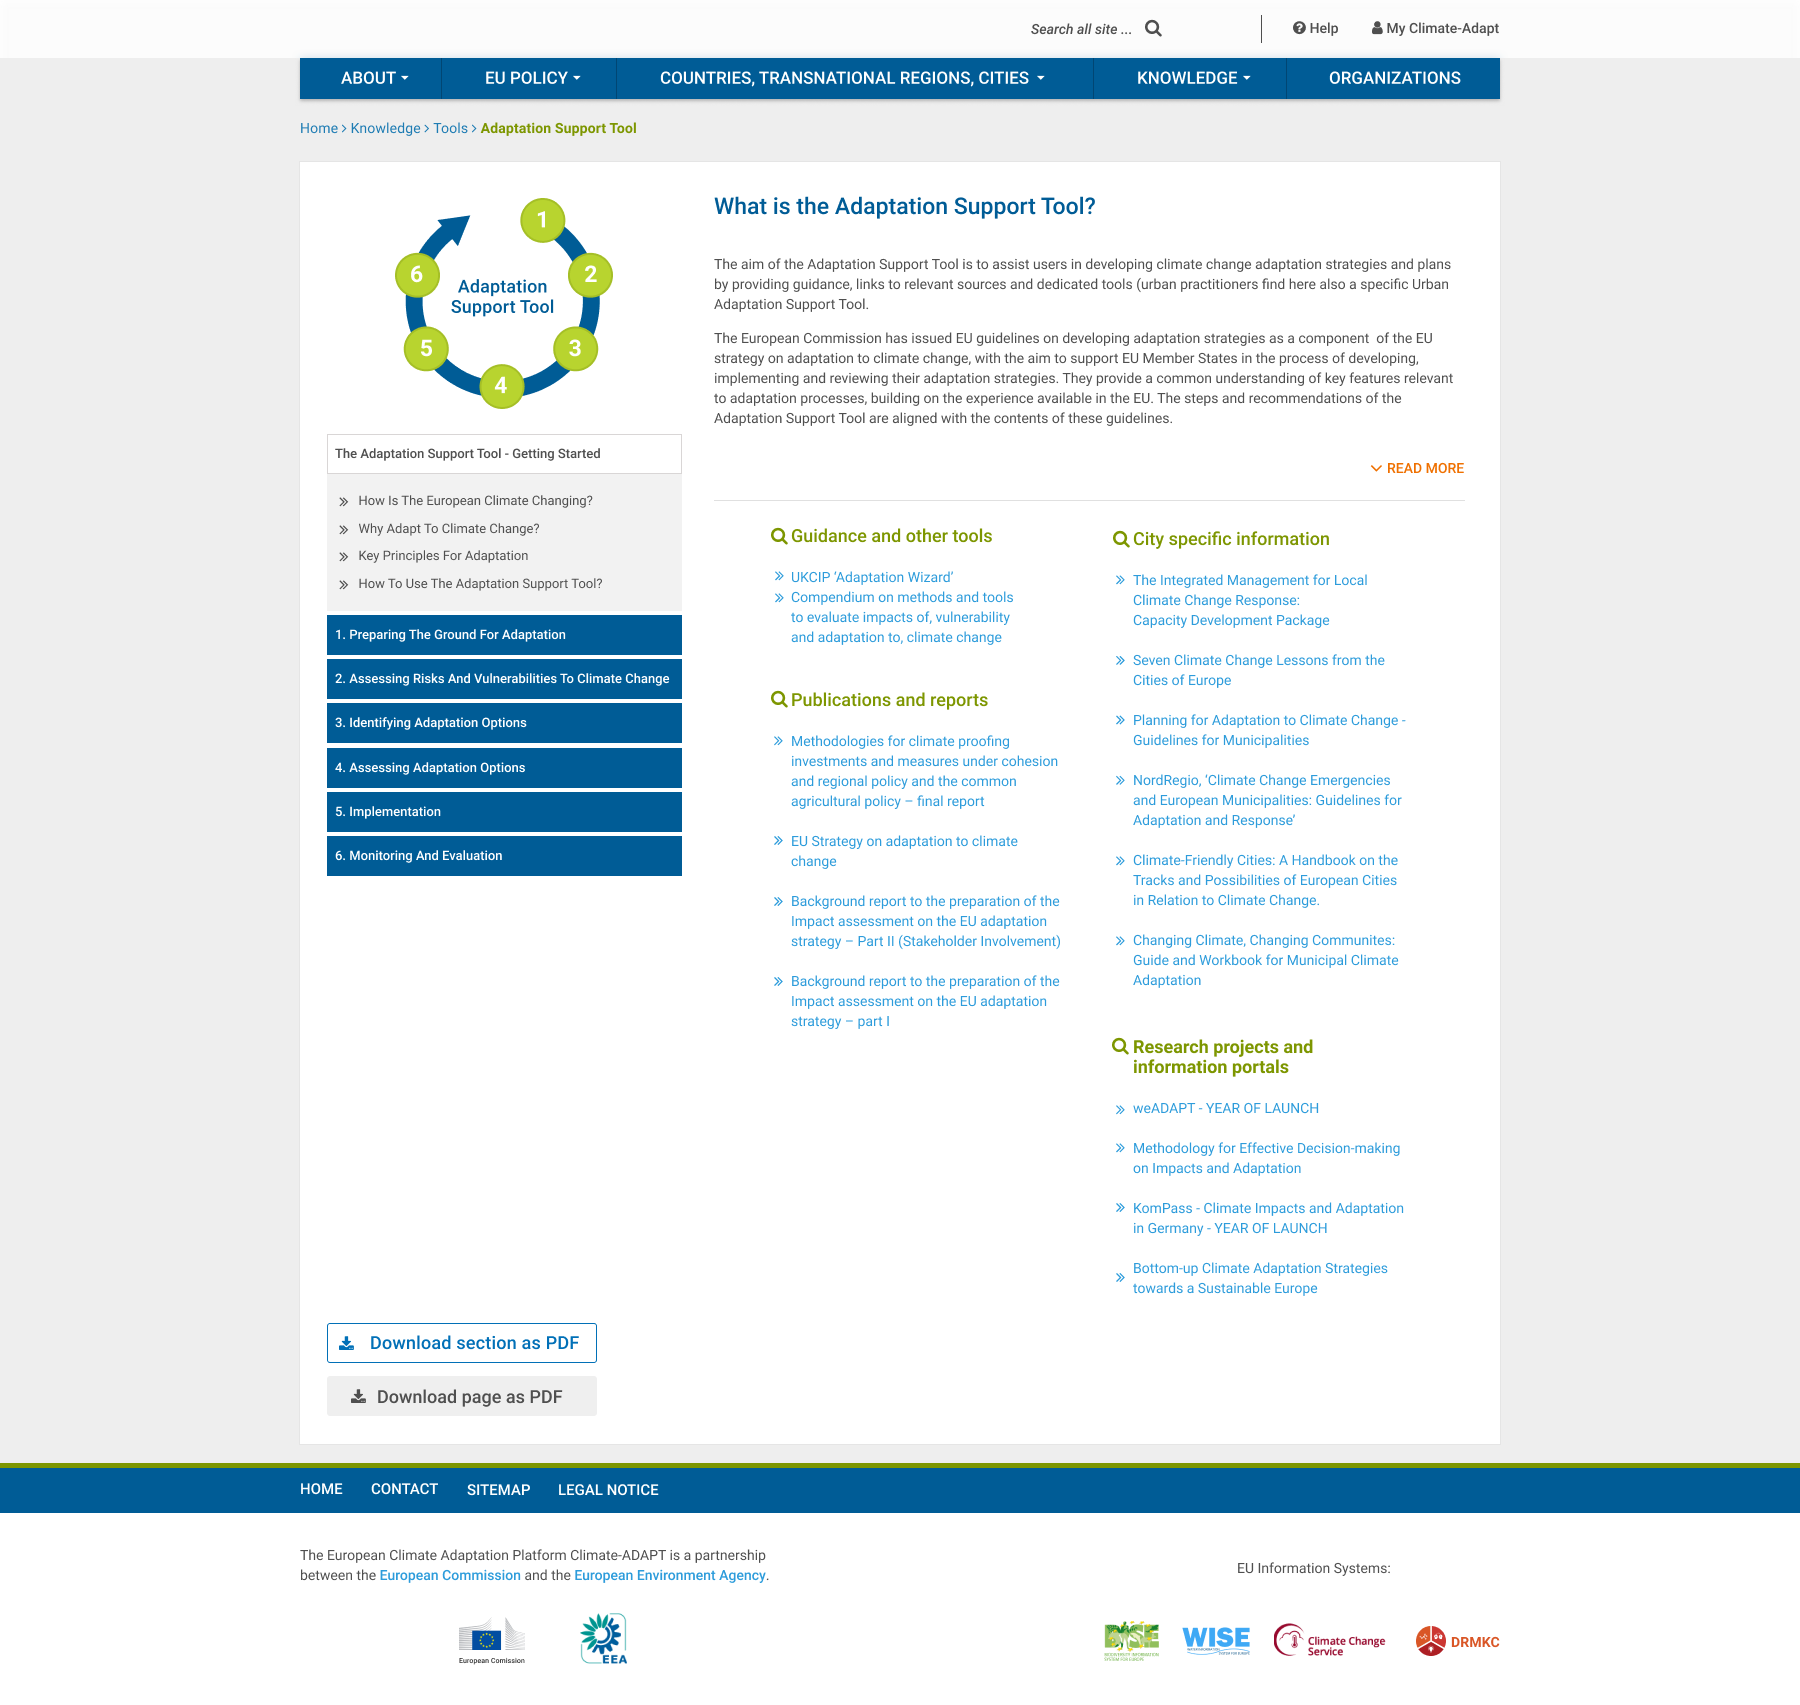 Search all site ...
Help
My Climate-Adapt
ABOUT
EU POLICY
COUNTRIES, TRANSNATIONAL REGIONS, CITIES
KNOWLEDGE
ORGANIZATIONS
Home > Knowledge > Tools > Adaptation Support Tool
1
2
3
4
5
6
Adaptation
Support Tool
The Adaptation Support Tool - Getting Started
How Is The European Climate Changing?
Why Adapt To Climate Change?
Key Principles For Adaptation
How To Use The Adaptation Support Tool?
1. Preparing The Ground For Adaptation
2. Assessing Risks And Vulnerabilities To Climate Change
3. Identifying Adaptation Options
4. Assessing Adaptation Options
5. Implementation
6. Monitoring And Evaluation
What is the Adaptation Support Tool?
The aim of the Adaptation Support Tool is to assist users in developing climate change adaptation strategies and plans
by providing guidance, links to relevant sources and dedicated tools (urban practitioners find here also a specific Urban
Adaptation Support Tool.
The European Commission has issued EU guidelines on developing adaptation strategies as a component  of the EU
strategy on adaptation to climate change, with the aim to support EU Member States in the process of developing,
implementing and reviewing their adaptation strategies. They provide a common understanding of key features relevant
to adaptation processes, building on the experience available in the EU. The steps and recommendations of the
Adaptation Support Tool are aligned with the contents of these guidelines.
READ MORE
Guidance and other tools
UKCIP ‘Adaptation Wizard’
Compendium on methods and tools
to evaluate impacts of, vulnerability
and adaptation to, climate change
Publications and reports
Methodologies for climate proofing
investments and measures under cohesion
and regional policy and the common
agricultural policy – final report
EU Strategy on adaptation to climate
change
Background report to the preparation of the
Impact assessment on the EU adaptation
strategy – Part II (Stakeholder Involvement)
Background report to the preparation of the
Impact assessment on the EU adaptation
strategy – part I
City specific information
The Integrated Management for Local
Climate Change Response:
Capacity Development Package
Seven Climate Change Lessons from the
Cities of Europe
Planning for Adaptation to Climate Change -
Guidelines for Municipalities
NordRegio, ‘Climate Change Emergencies
and European Municipalities: Guidelines for
Adaptation and Response’
Climate-Friendly Cities: A Handbook on the
Tracks and Possibilities of European Cities
in Relation to Climate Change.
Changing Climate, Changing Communites:
Guide and Workbook for Municipal Climate
Adaptation
Research projects and
information portals
weADAPT - YEAR OF LAUNCH
Methodology for Effective Decision-making
on Impacts and Adaptation
KomPass - Climate Impacts and Adaptation
in Germany - YEAR OF LAUNCH
Bottom-up Climate Adaptation Strategies
towards a Sustainable Europe
Download section as PDF
Download page as PDF
HOME
CONTACT
SITEMAP
LEGAL NOTICE
The European Climate Adaptation Platform Climate-ADAPT is a partnership
between the European Commission and the European Environment Agency.
EU Information Systems:
European Comission
EEA
BISE
BIODIVERSITY INFORMATION
SYSTEM FOR EUROPE
WISE
Climate Change
Service
DRMKC